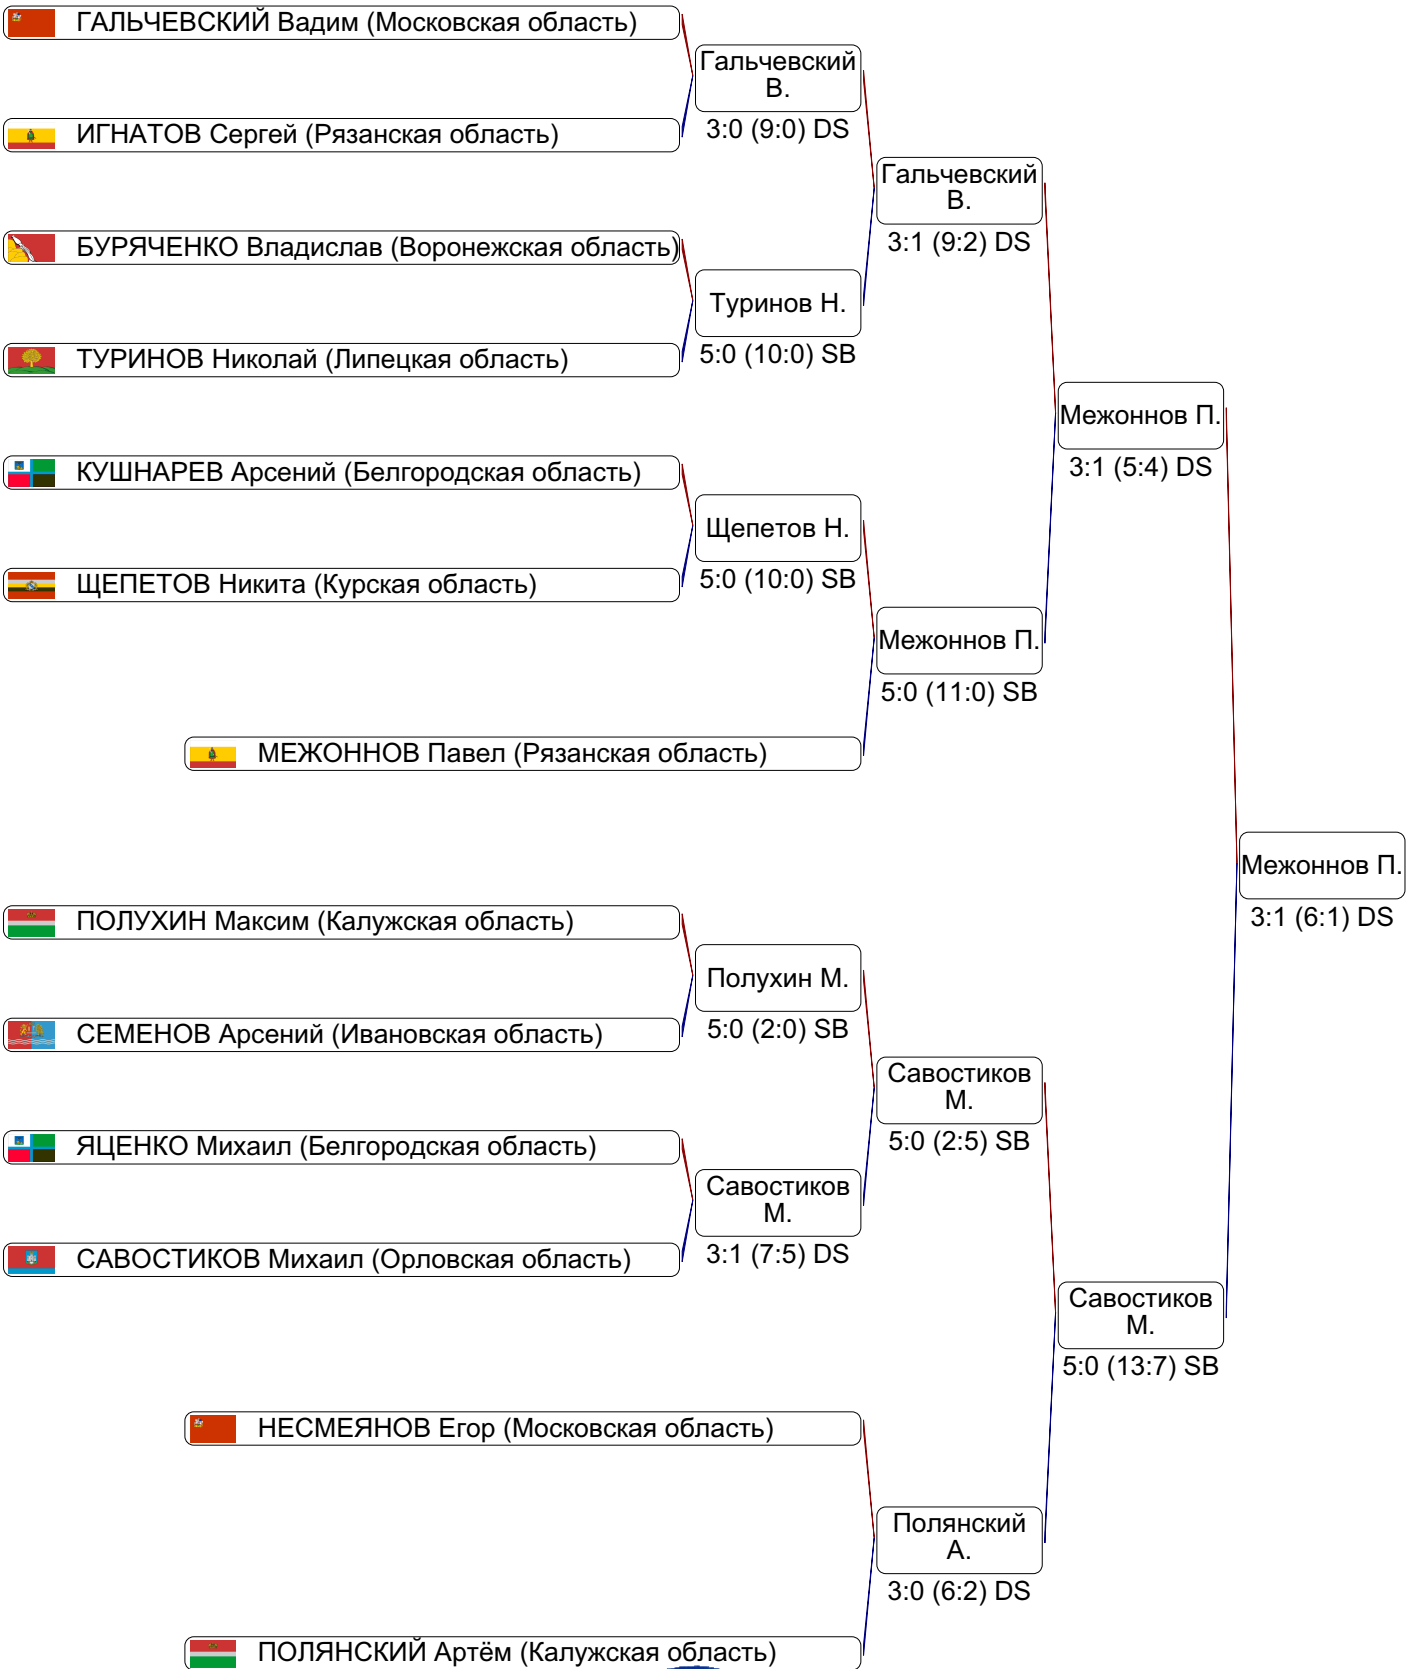 ГАЛЬЧЕВСКИЙ Вадим (Московская область)
Гальчевский
В.
3:0 (9:0) DS
ИГНАТОВ Сергей (Рязанская область)
Гальчевский
В.
3:1 (9:2) DS
БУРЯЧЕНКО Владислав (Воронежская область)
Туринов Н.
5:0 (10:0) SB
ТУРИНОВ Николай (Липецкая область)
Межоннов П.
3:1 (5:4) DS
КУШНАРЕВ Арсений (Белгородская область)
Щепетов Н.
5:0 (10:0) SB
ЩЕПЕТОВ Никита (Курская область)
Межоннов П.
5:0 (11:0) SB
МЕЖОННОВ Павел (Рязанская область)
Межоннов П.
3:1 (6:1) DS
ПОЛУХИН Максим (Калужская область)
Полухин М.
5:0 (2:0) SB
СЕМЕНОВ Арсений (Ивановская область)
Савостиков
М.
5:0 (2:5) SB
ЯЦЕНКО Михаил (Белгородская область)
Савостиков
М.
3:1 (7:5) DS
САВОСТИКОВ Михаил (Орловская область)
Савостиков
М.
5:0 (13:7) SB
НЕСМЕЯНОВ Егор (Московская область)
Полянский
А.
3:0 (6:2) DS
ПОЛЯНСКИЙ Артём (Калужская область)